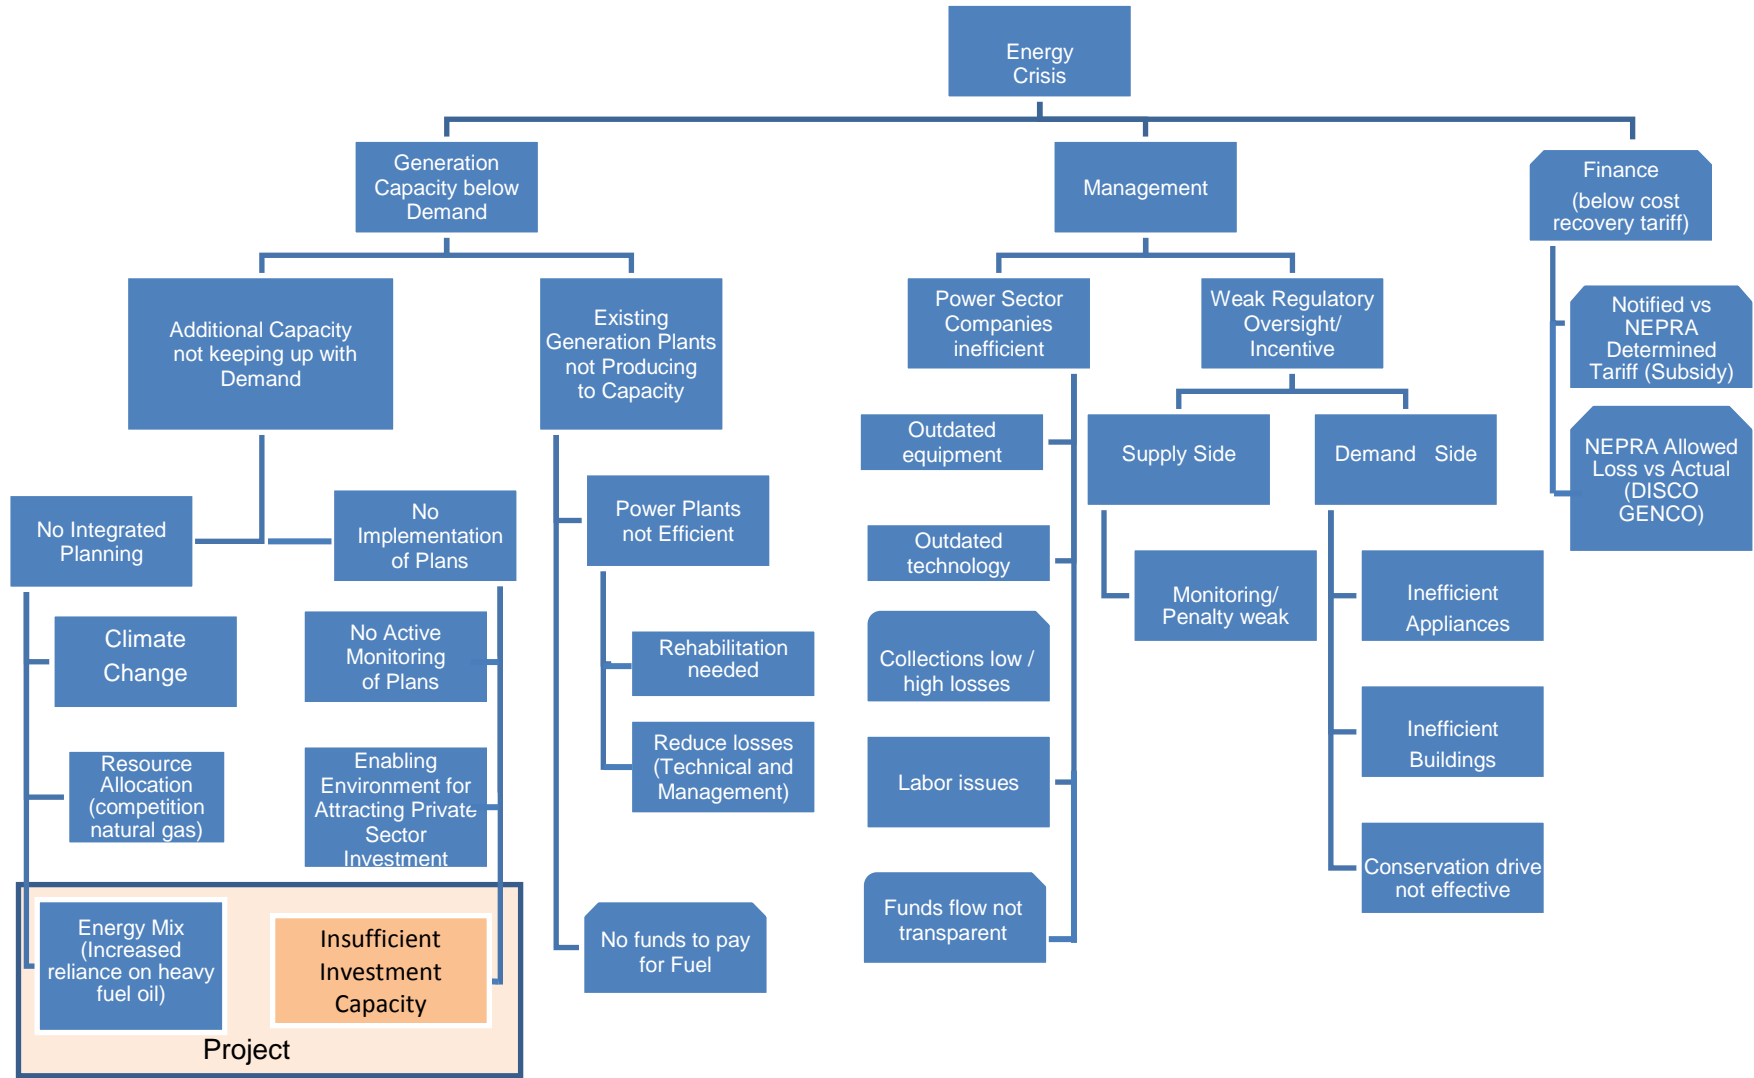 Energy
Crisis
Generation
Capacity below
Demand
Management
Finance
(below cost
recovery tariff)
Additional Capacity
not keeping up with
Demand
Existing
Generation Plants
not Producing
to Capacity
Power Sector
Companies
inefficient
Weak Regulatory
Oversight/
Incentive
Notified vs
NEPRA
Determined
Tariff (Subsidy)
NEPRA Allowed
Loss vs Actual
(DISCO
GENCO)
No Integrated
Planning
No
Implementation
of Plans
Power Plants
not Efficient
Outdated
equipment
Supply Side
Demand Side
Outdated
technology
Monitoring/
Penalty weak
Inefficient
Appliances
Climate
Change
No Active
Monitoring
of Plans
Rehabilitation
needed
Collections low /
high losses
Inefficient
Buildings
Resource
Allocation
(competition
natural gas)
Enabling
Environment for
Attracting Private
Sector
Investment
Reduce losses
(Technical and
Management)
Labor issues
Conservation drive
not effective
Energy Mix
(Increased
reliance on heavy
fuel oil)
Insufficient
Investment
Capacity
No funds to pay
for Fuel
Funds flow not
transparent
Project